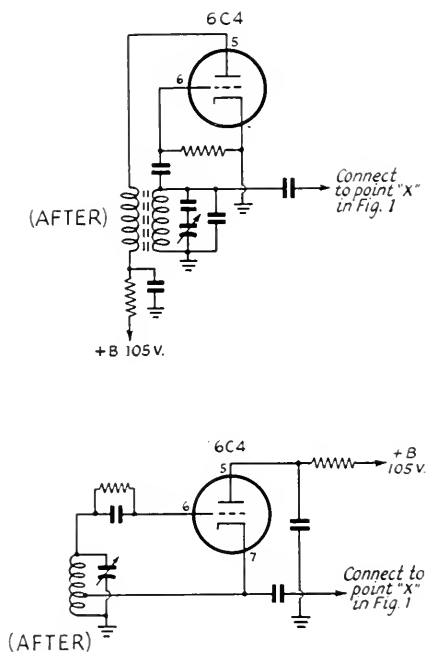 6C4
5
6
Connect
to point "X"
in Fig. 1
(AFTER)
+B 105 V.
6C4
5
+B
105 V.
6
7
Connect to
point "X"
in Fig. 1
(AFTER)